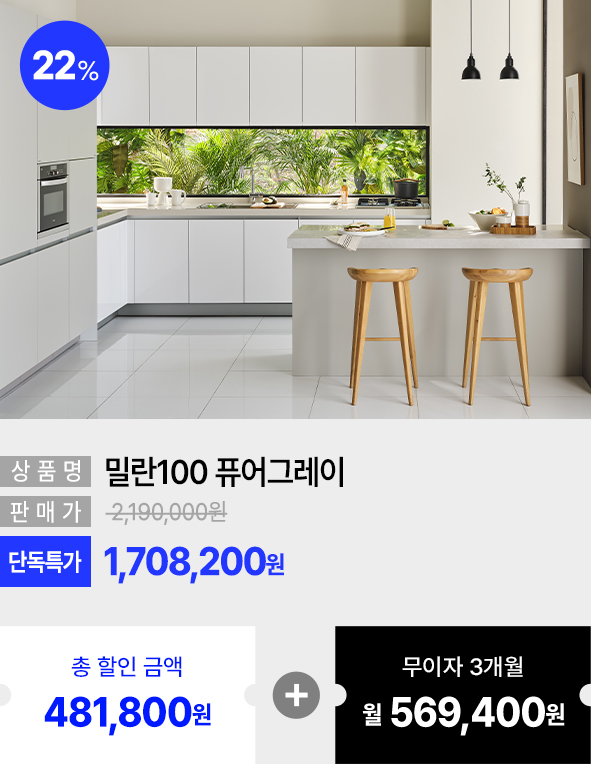 22%
상품명 밀란100 퓨어그레이
판매가 2,190,000원
단독특가 1,708,200원
총 할인 금액
481,800원
+
무이자 3개월
월 569,400원